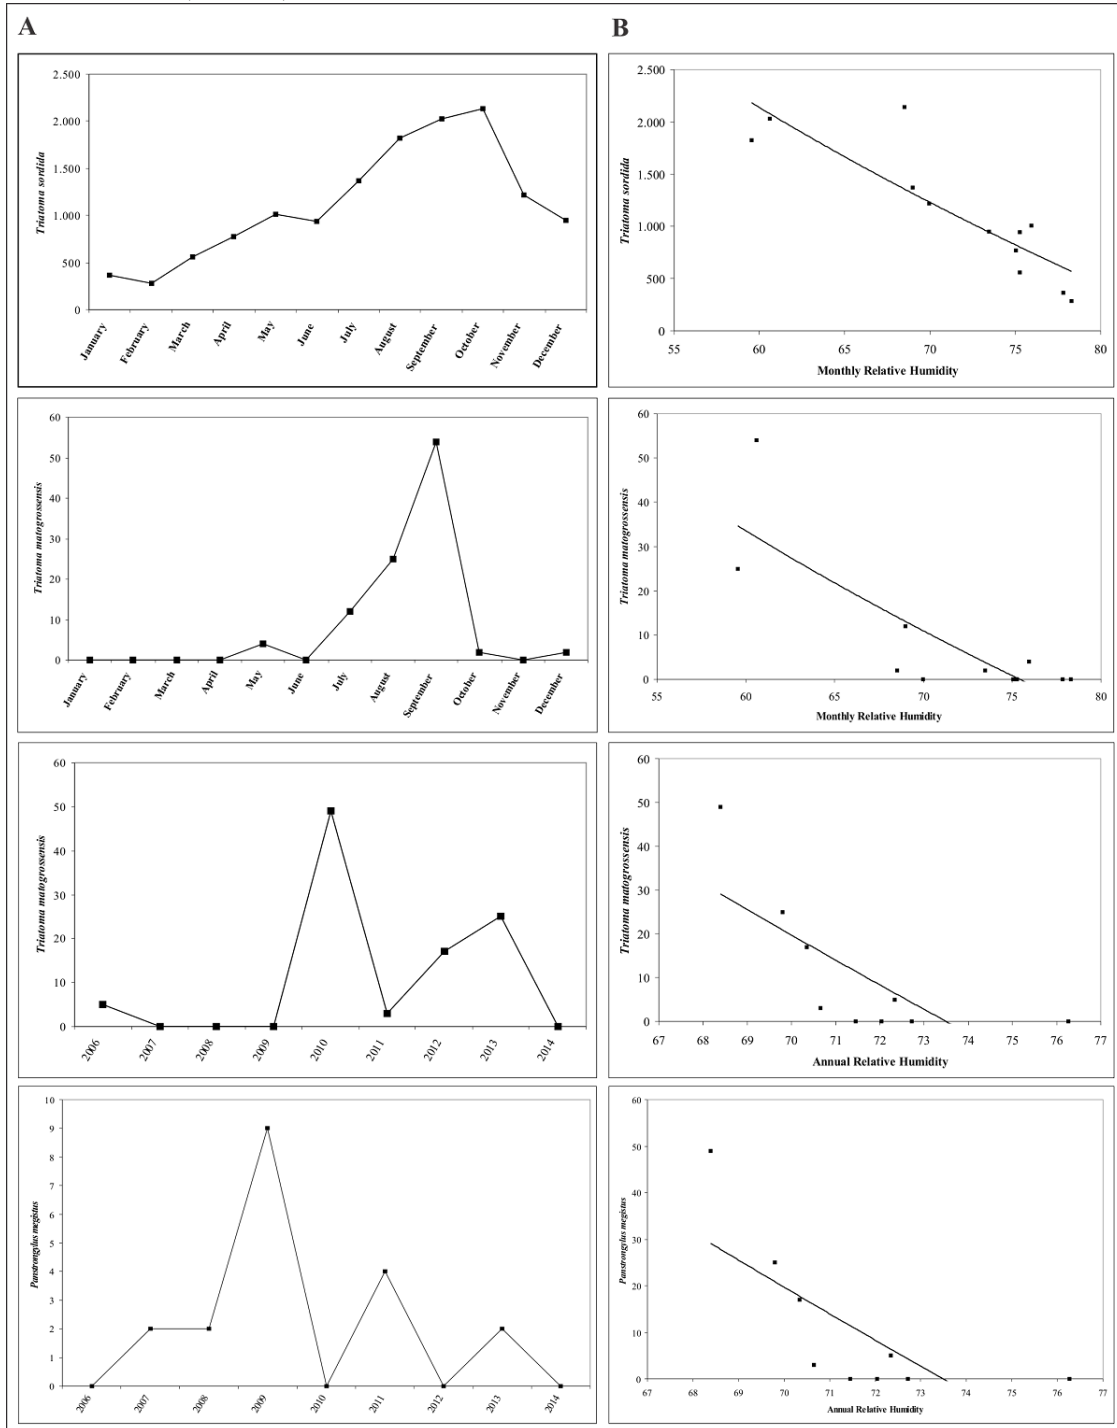 A
B
2.500
2.000
1.500
1.000
500
0
Triatoma sordida
January
February
March
April
May
June
July
August
September
October
November
December
2.500
2.000
1.500
1.000
500
0
Triatoma sordida
55 60 65 70 75 80
Monthly Relative Humidity
60
50
40
30
20
10
0
Triatoma matogrossensis
January
February
March
April
May
June
July
August
September
October
November
December
60
50
40
30
20
10
0
Triatoma matogrossensis
55 60 65 70 75 80
Monthly Relative Humidity
60
50
40
30
20
10
0
Triatoma matogrossensis
2006
2007
2008
2009
2010
2011
2012
2013
2014
60
50
40
30
20
10
0
Triatoma matogrossensis
67 68 69 70 71 72 73 74 75 76 77
Annual Relative Humidity
10
9
8
7
6
5
4
3
2
1
0
Panstrongylus megistus
2006
2007
2008
2009
2010
2011
2012
2013
2014
60
50
40
30
20
10
0
Panstrongylus megistus
67 68 69 70 71 72 73 74 75 76 77
Annual Relative Humidity